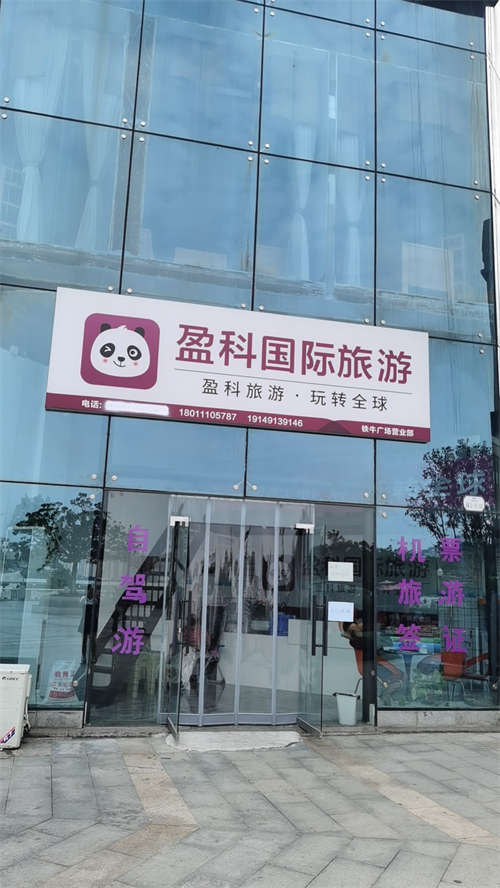 盈科国际旅游
盈科旅游·玩转全球
电话: 18011105787 19149139146
铁牛广场营业部
自驾游
机票
旅游
签证